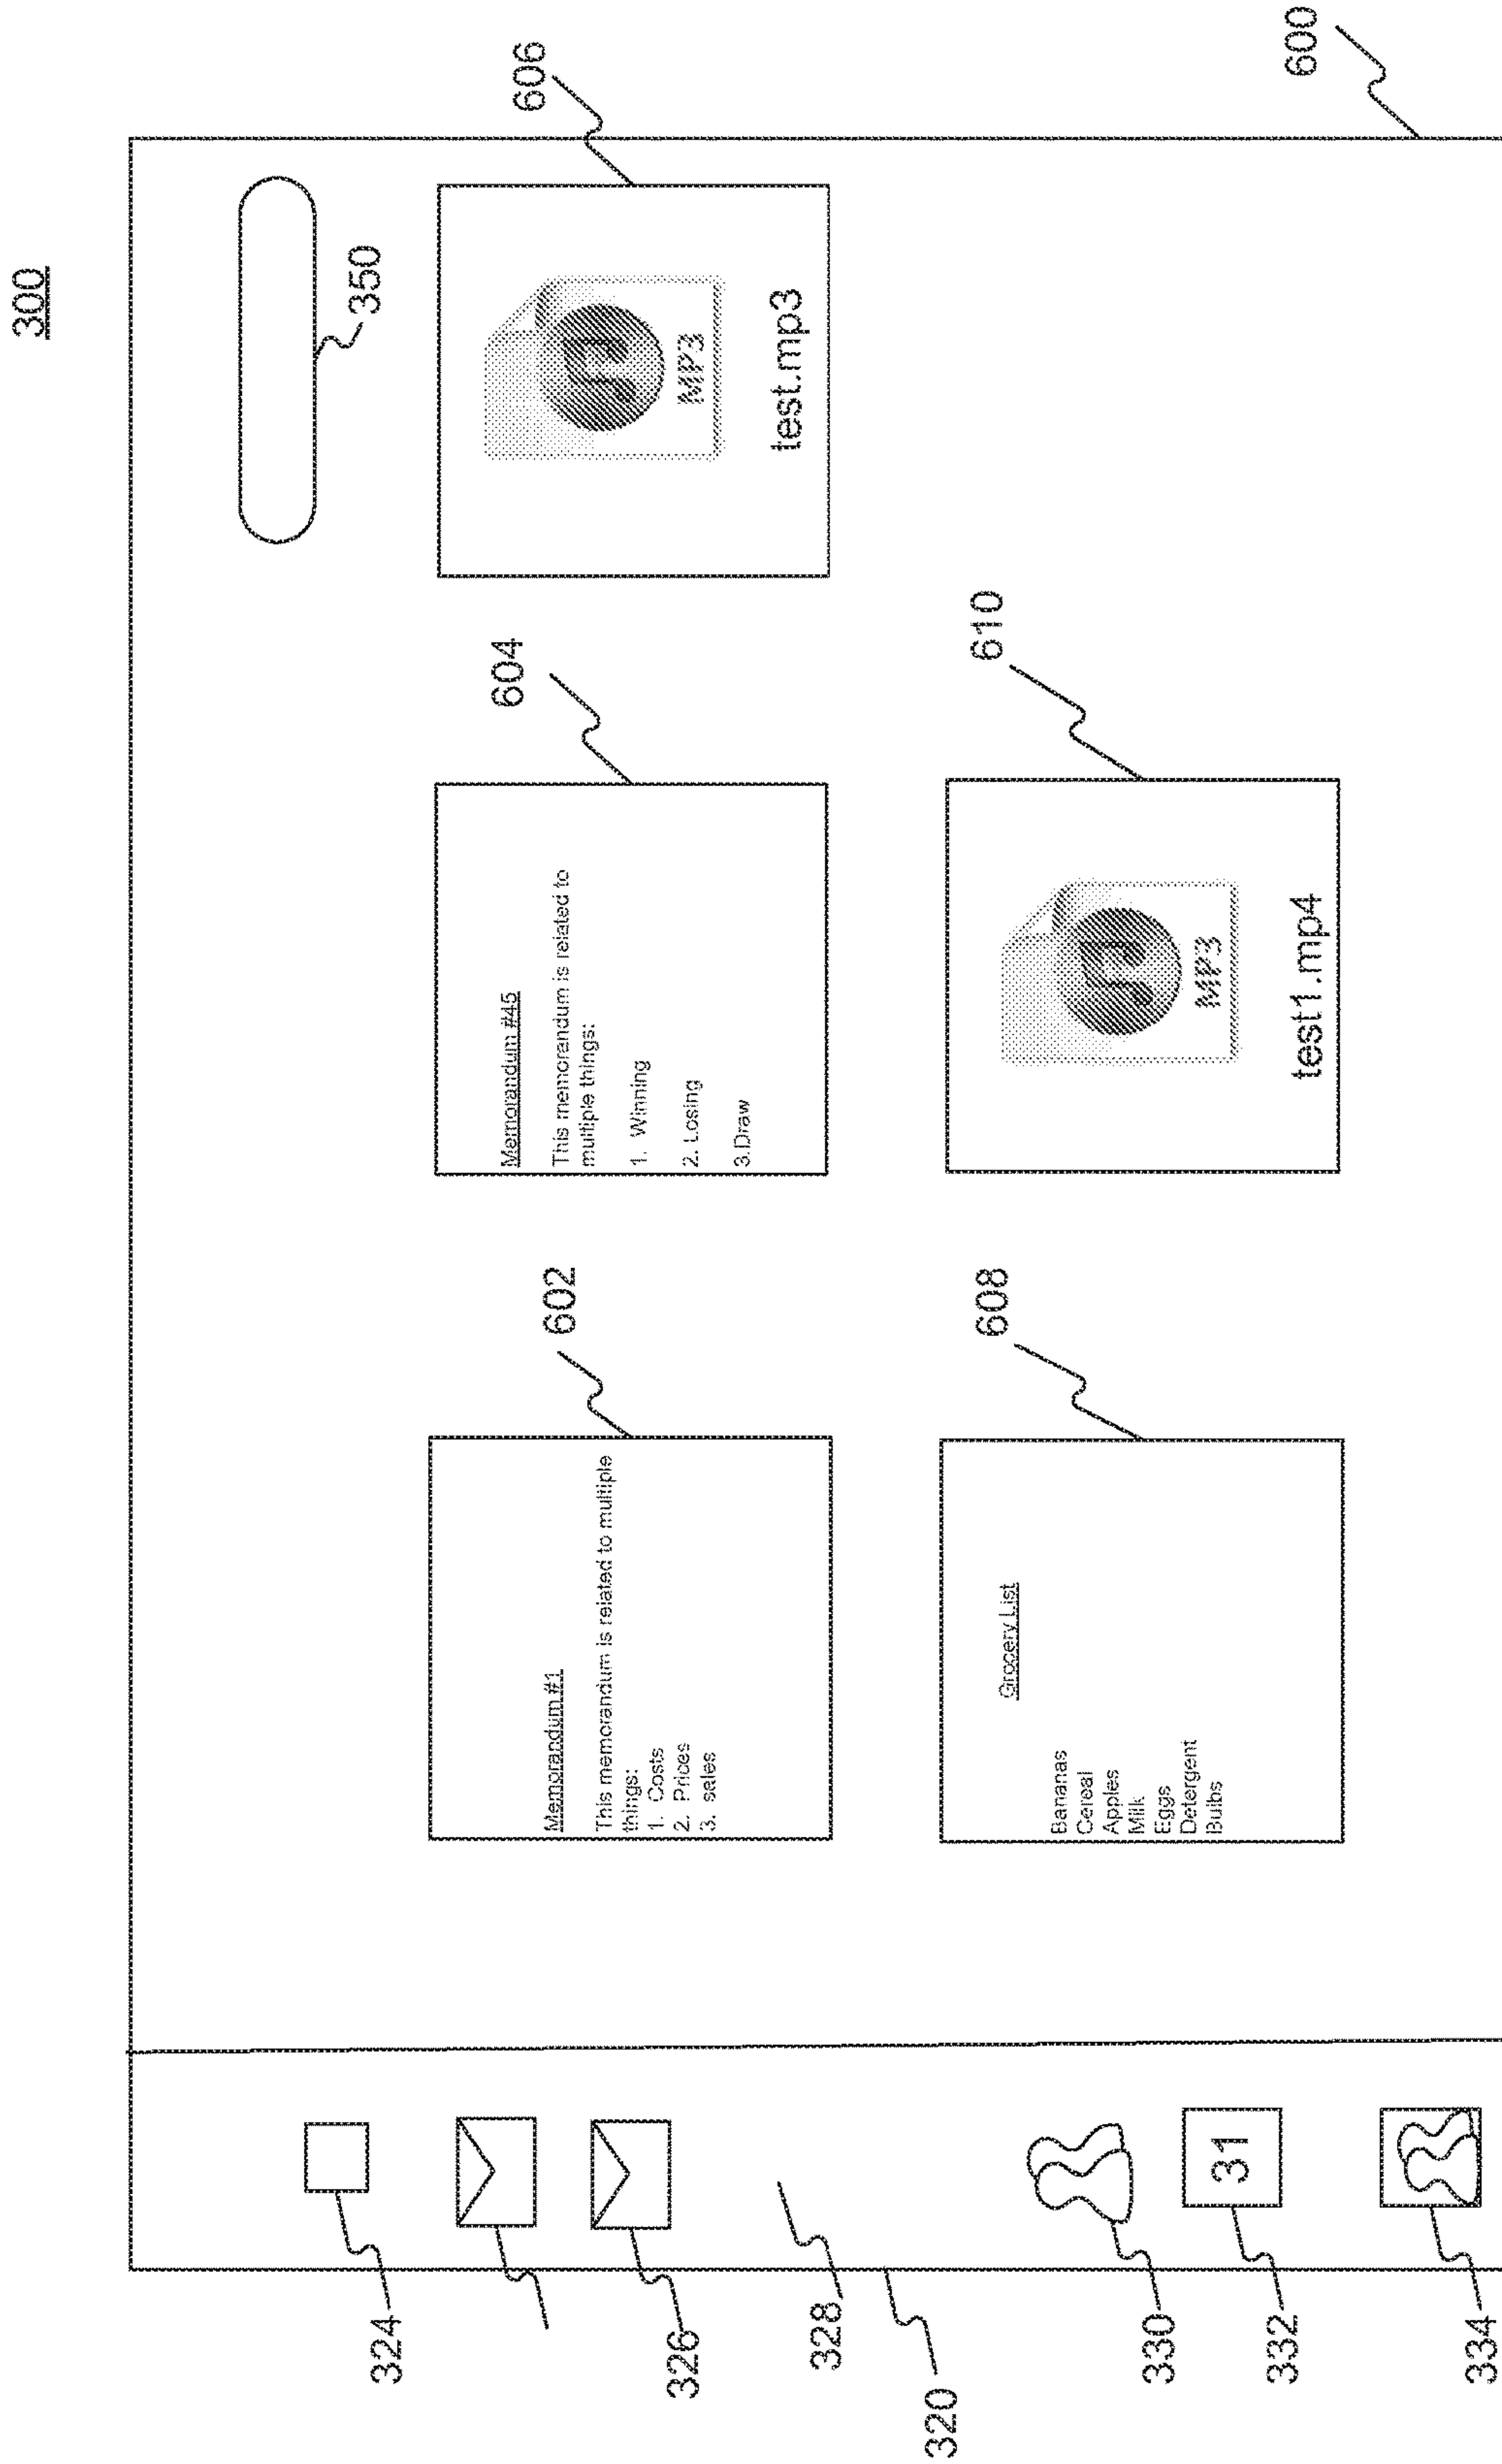 300
350
602
Memorandum #1
This memorandum is related to multiple
things:
1. Costs
2. Prices
3. sales
604
Memorandum #45
This memorandum is related to
multiple things:
1. Winning
2. Losing
3.Draw
606
MP3
test.mp3
608
Grocery List
Bananas
Cereal
Apples
Milk
Eggs
Detergent
Bulbs
610
MP3
test1.mp4
600
324
326
328
320
330
31
332
334